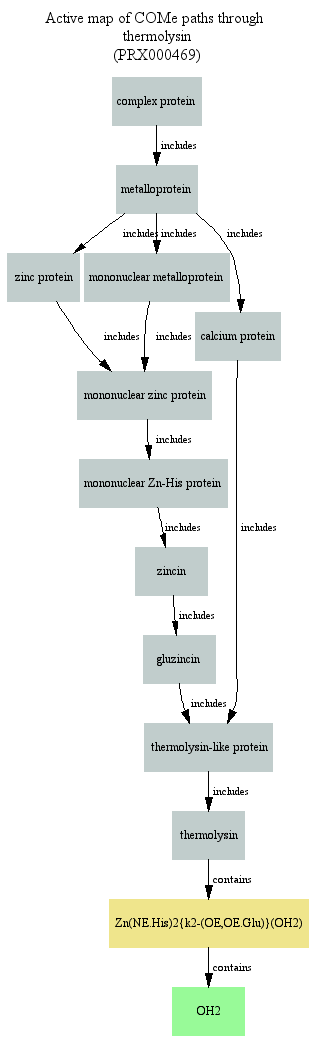 Active map of COMe paths through
thermolysin
(PRX000469)
complex protein
includes
metalloprotein
includes includes includes
zinc protein
mononuclear metalloprotein
calcium protein
includes includes
mononuclear zinc protein
includes
mononuclear Zn-His protein
includes includes
zincin
includes
gluzincin
includes
thermolysin-like protein
includes
thermolysin
contains
Zn(NE.His)2{k2-(OE,OE.Glu)}(OH2)
contains
OH2